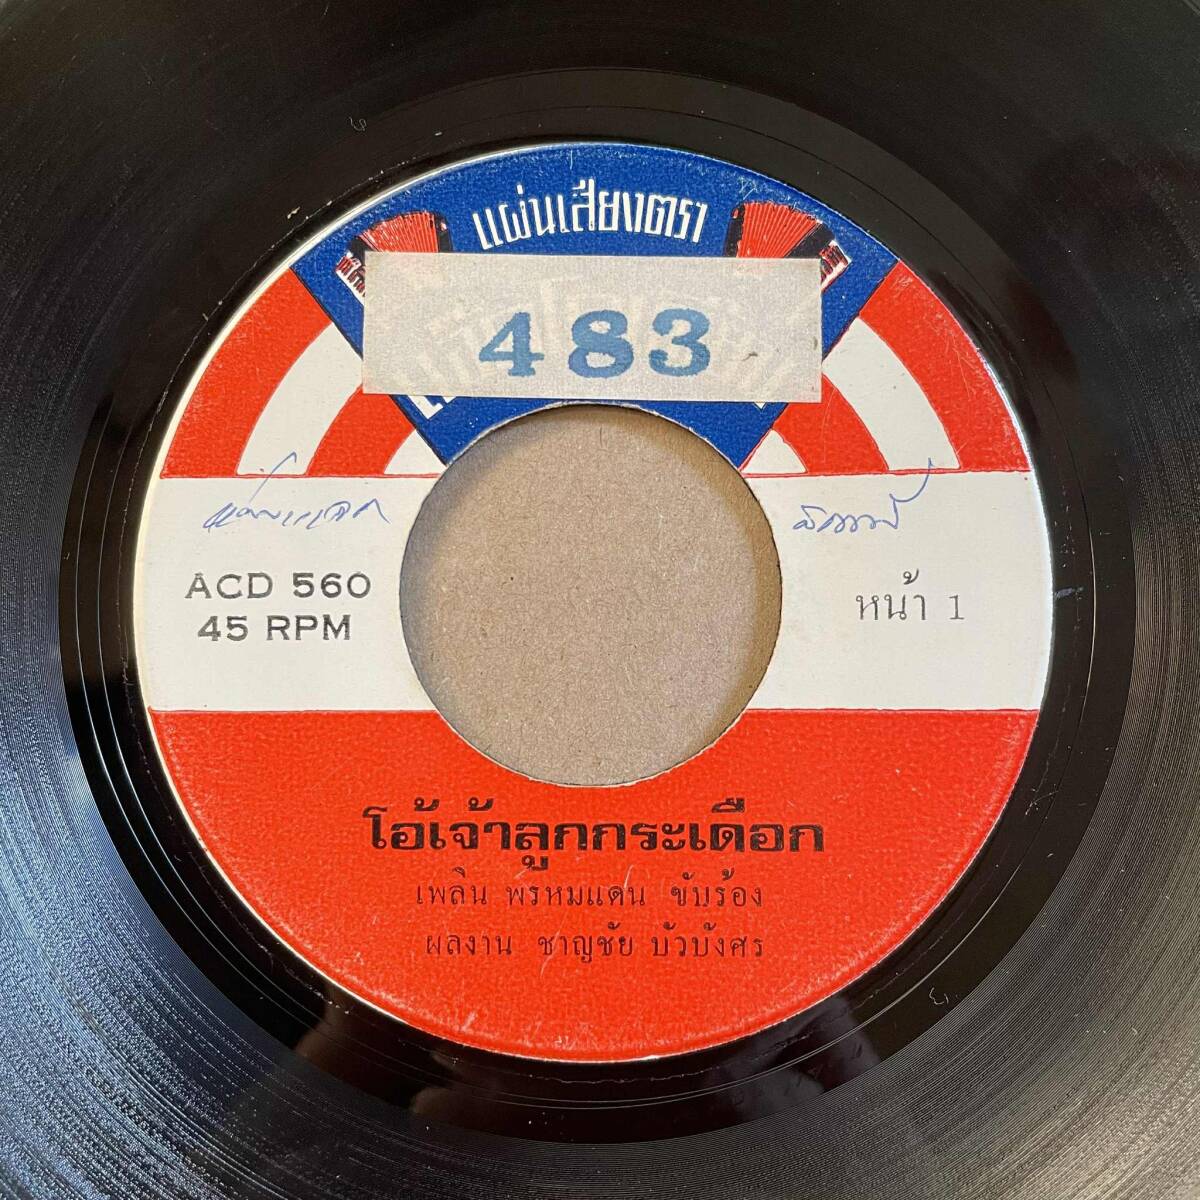 แผ่นเสียงตรา
483
ACD 560
45 RPM
หน้า 1
โอ้เจ้าลูกกระเดือก
เพลิน พรหมแดน ขับร้อง
ผลงาน ชาญชัย บัวบังศร